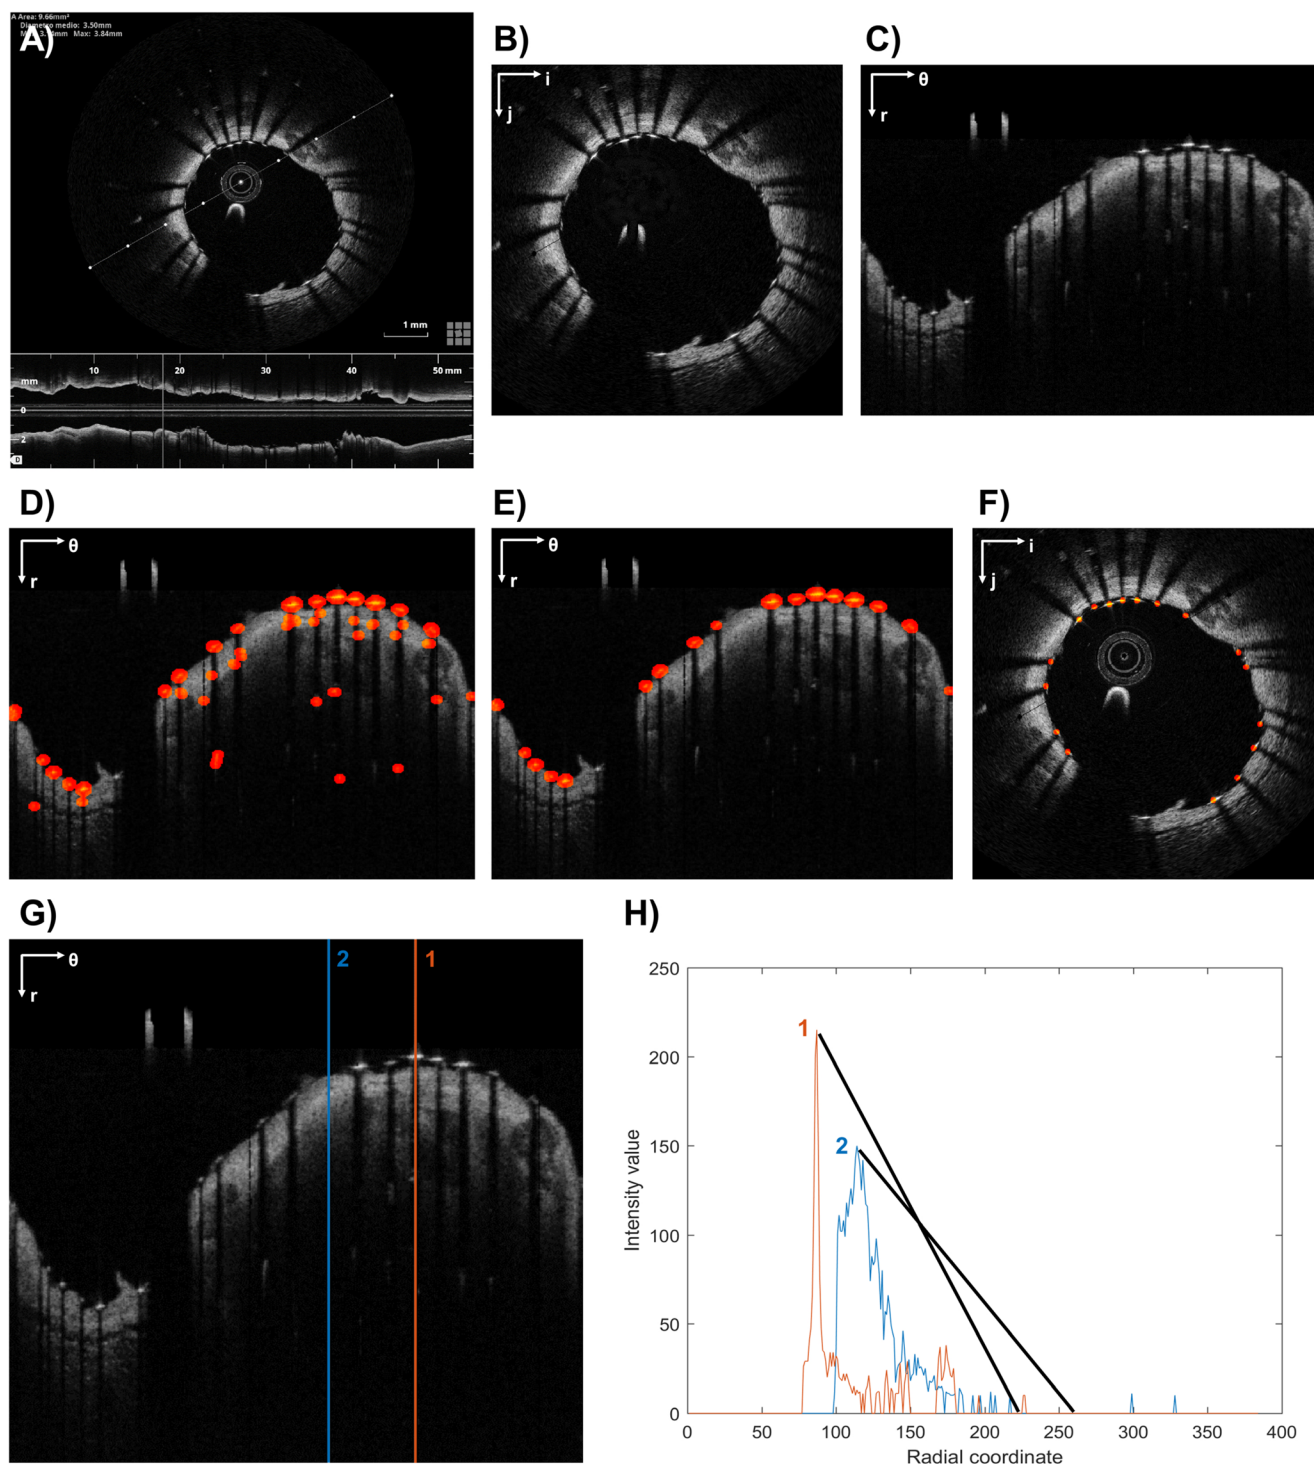 A)
A Area: 9.66mm²
Diametro medio: 3.50mm
Max: 3.84mm
1 mm
10 20 30 40 50 mm
mm
0
2
D
B)
i
j
C)
θ
r
D)
θ
r
E)
θ
r
F)
i
j
G)
θ
r
2 1
H)
250
200
150
100
50
0
1
2
Intensity value
0 50 100 150 200 250 300 350 400
Radial coordinate